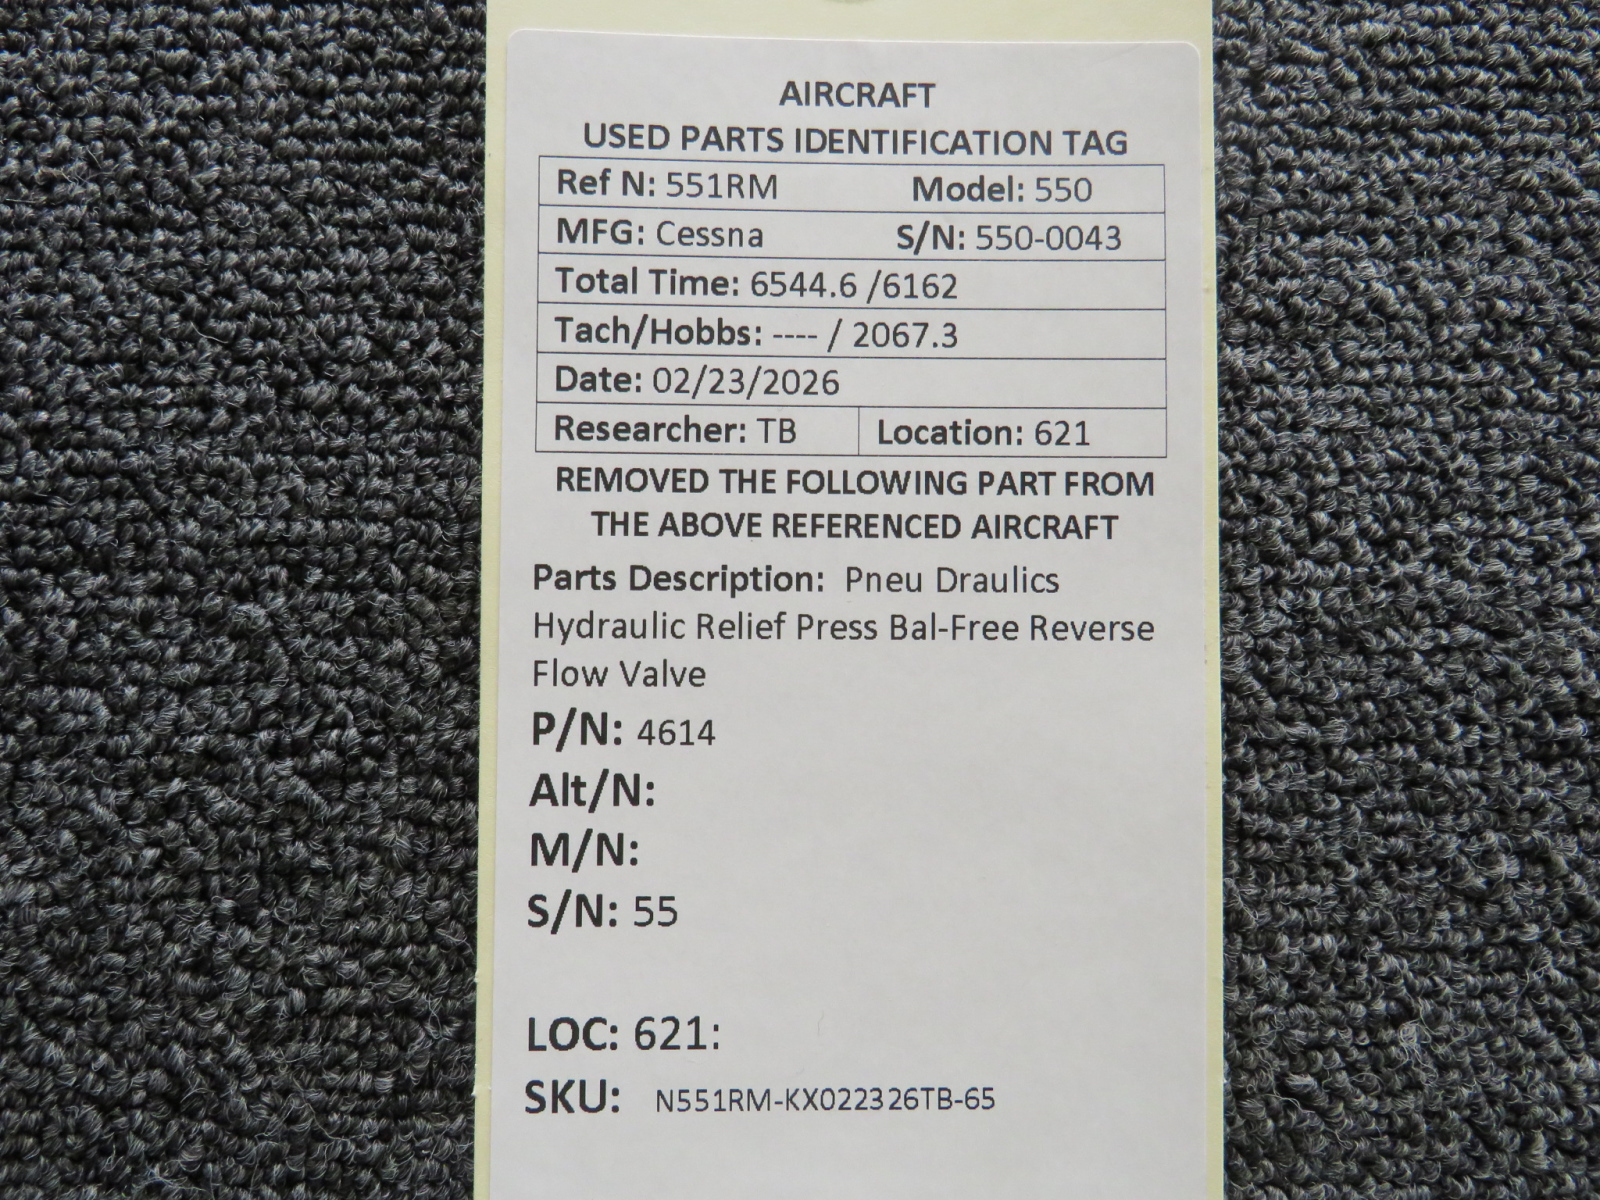 AIRCRAFT
USED PARTS IDENTIFICATION TAG
Ref N: 551RM Model: 550
MFG: Cessna S/N: 550-0043
Total Time: 6544.6 /6162
Tach/Hobbs: ---- / 2067.3
Date: 02/23/2026
Researcher: TB Location: 621
REMOVED THE FOLLOWING PART FROM
THE ABOVE REFERENCED AIRCRAFT
Parts Description: Pneu Draulics
Hydraulic Relief Press Bal-Free Reverse
Flow Valve
P/N: 4614
Alt/N:
M/N:
S/N: 55
LOC: 621:
SKU: N551RM-KX022326TB-65